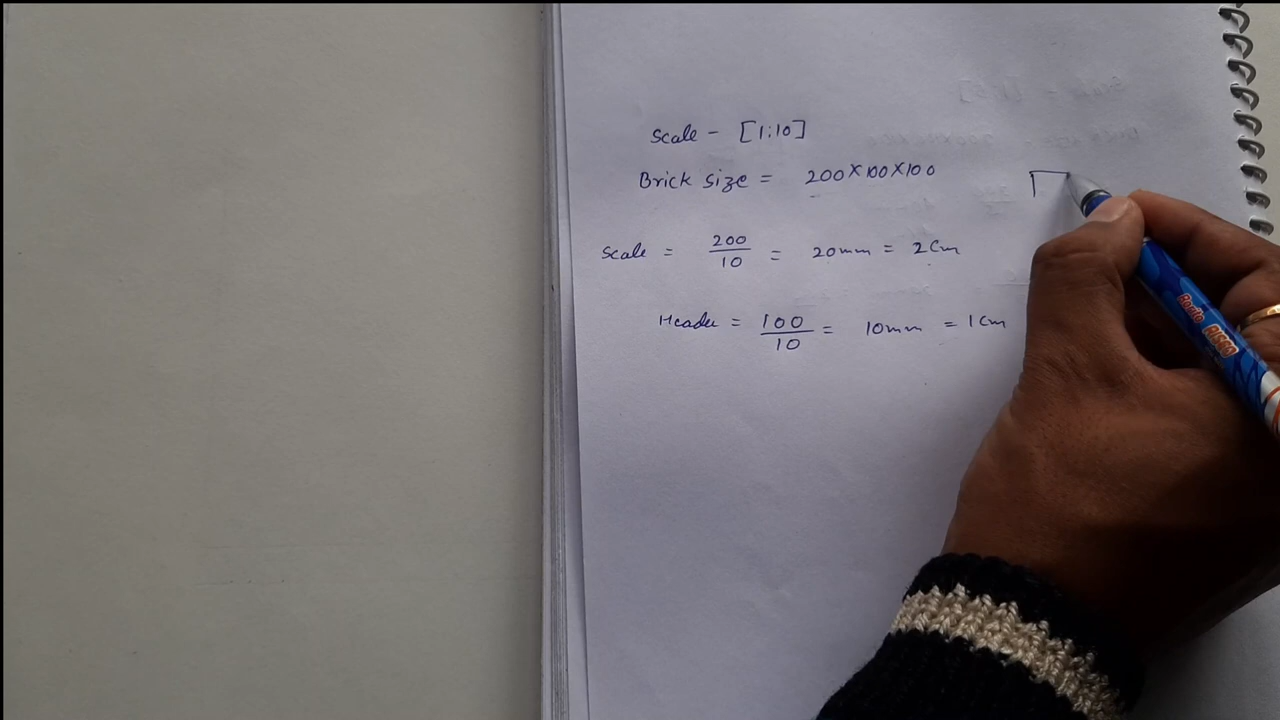 Scale - [1:10]
Brick size = 200×100×100
Scale = 200/10 = 20mm = 2cm
Header = 100/10 = 10mm = 1cm